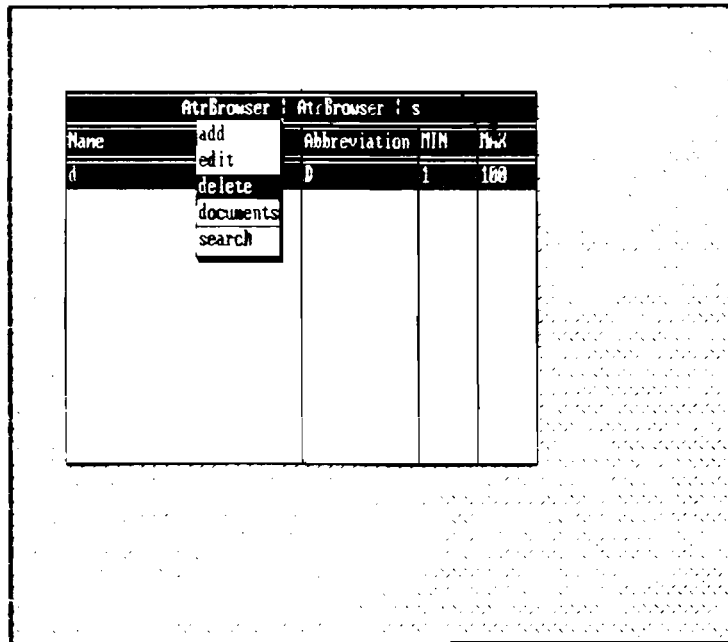 AtrBrowser | AtrBrowser | s
Name Abbreviation MIN MAX
d D 1 100
add
edit
delete
documents
search